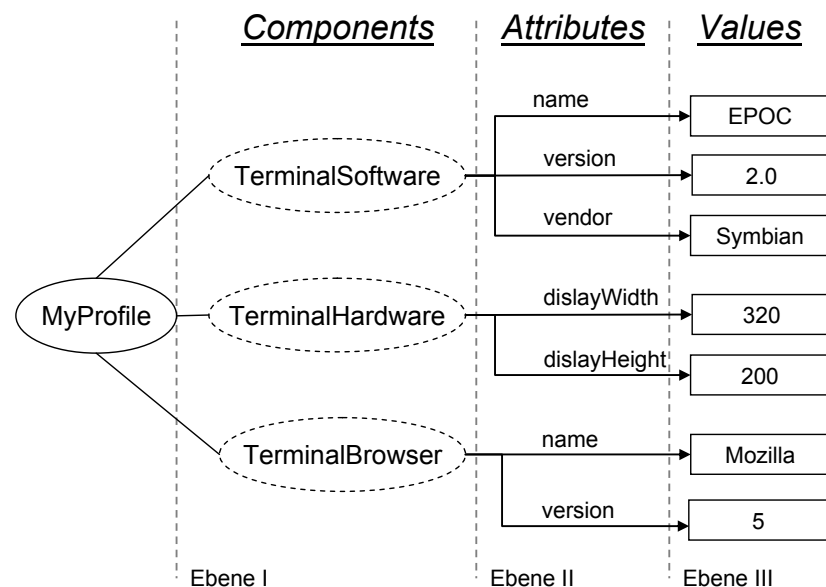 Components Attributes Values
name
EPOC
TerminalSoftware
version
2.0
vendor
Symbian
MyProfile
TerminalHardware
dislayWidth
320
dislayHeight
200
TerminalBrowser
name
Mozilla
version
5
Ebene I Ebene II Ebene III